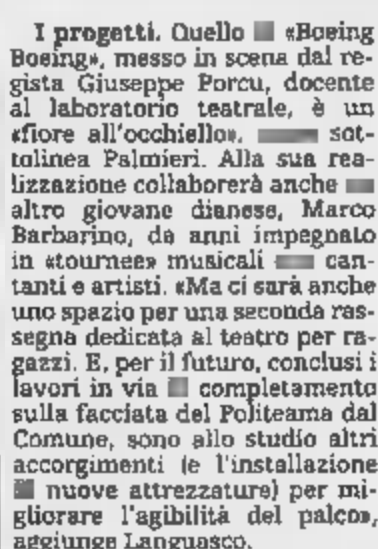 I progetti. Quello «Boeing
Boeing», messo in scena dal re-
gista Giuseppe Porcu, docente
al laboratorio teatrale, è un
«fiore all'occhiello», sot-
tolinea Palmieri. Alla sua rea-
lizzazione collaborerà anche
altro giovane dianese, Marco
Barbarino, da anni impegnato
in «tournee» musicali can-
tanti e artisti. «Ma ci sarà anche
uno spazio per una seconda ras-
segna dedicata al teatro per ra-
gazzi. E, per il futuro, conclusi i
lavori in via completamento
sulla facciata del Politeama dal
Comune, sono allo studio altri
accorgimenti (e l'installazione
nuove attrezzature) per mi-
gliorare l'agibilità del palco»,
aggiunge Languasco.